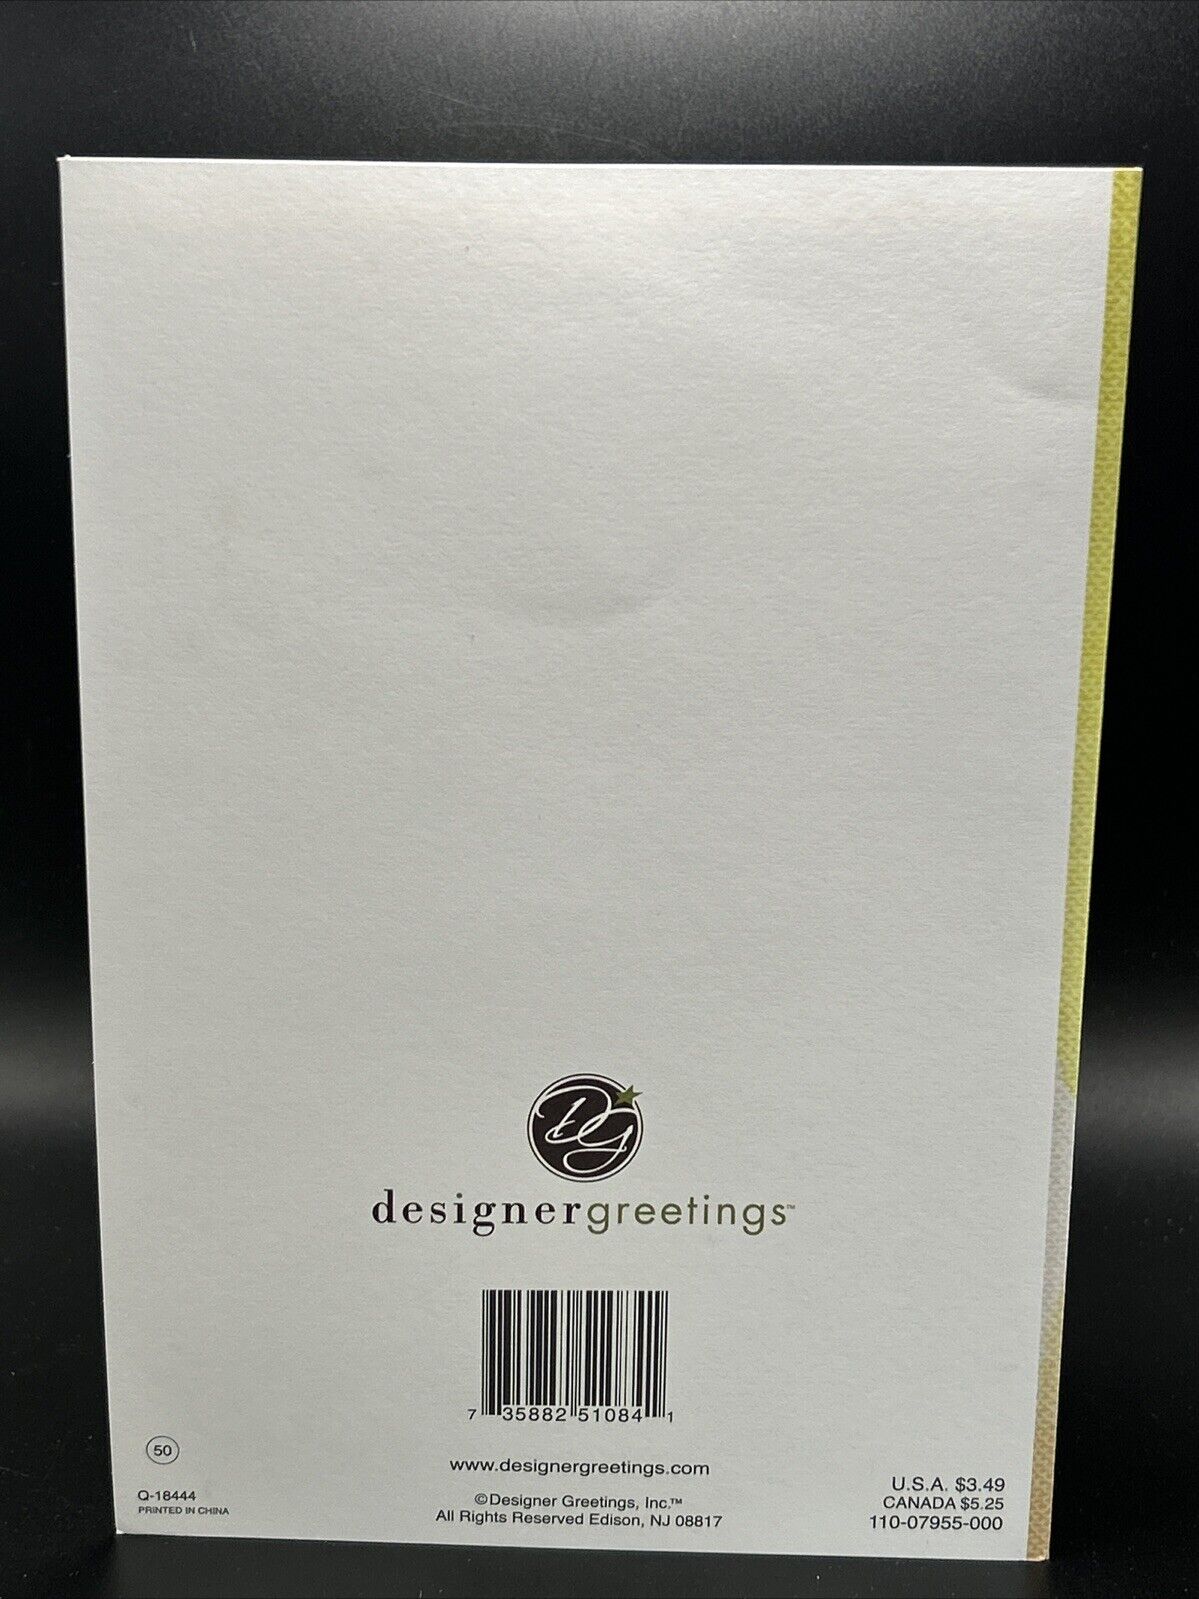 DG
designergreetings™
7 35882 51084 1
50
www.designergreetings.com
Q-18444
PRINTED IN CHINA
©Designer Greetings, Inc.™
All Rights Reserved Edison, NJ 08817
U.S.A. $3.49
CANADA $5.25
110-07955-000